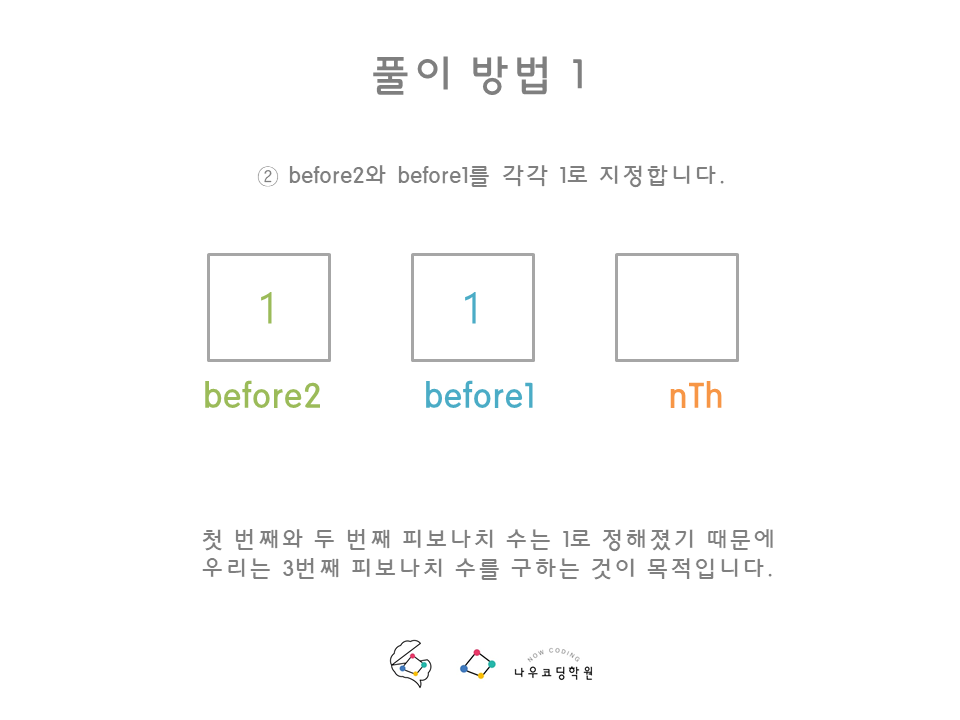 풀이 방법 1
② before2와 before1를 각각 1로 지정합니다.
1 1
before2 before1 nTh
첫 번째와 두 번째 피보나치 수는 1로 정해졌기 때문에
우리는 3번째 피보나치 수를 구하는 것이 목적입니다.
NOW CODING
나우코딩학원